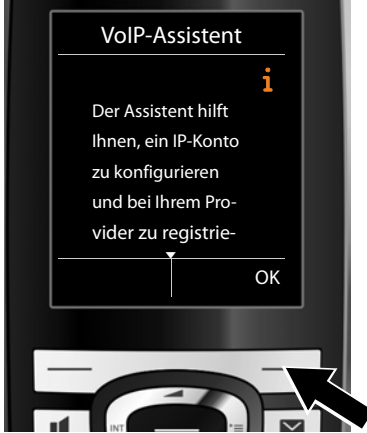 VoIP-Assistent
i
Der Assistent hilft
Ihnen, ein IP-Konto
zu konfigurieren
und bei Ihrem Pro-
vider zu registrie-
OK
INT